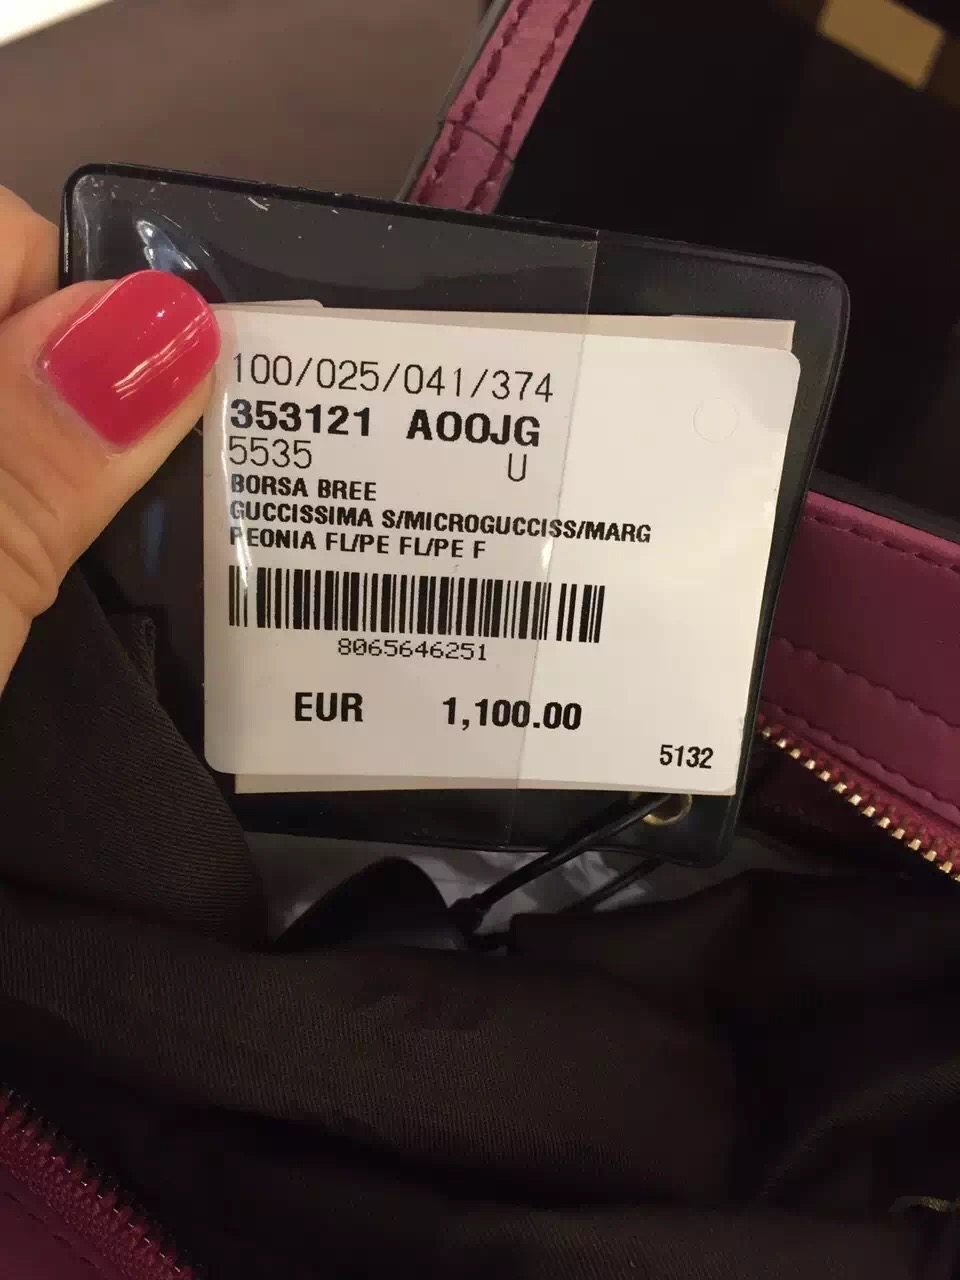 100/025/041/374
353121 A00JG
5535 U
BORSA BREE
GUCCISSIMA S/MICROGUCCISS/MARG
PEONIA FL/PE FL/PE F
8065646251
EUR 1,100.00
5132